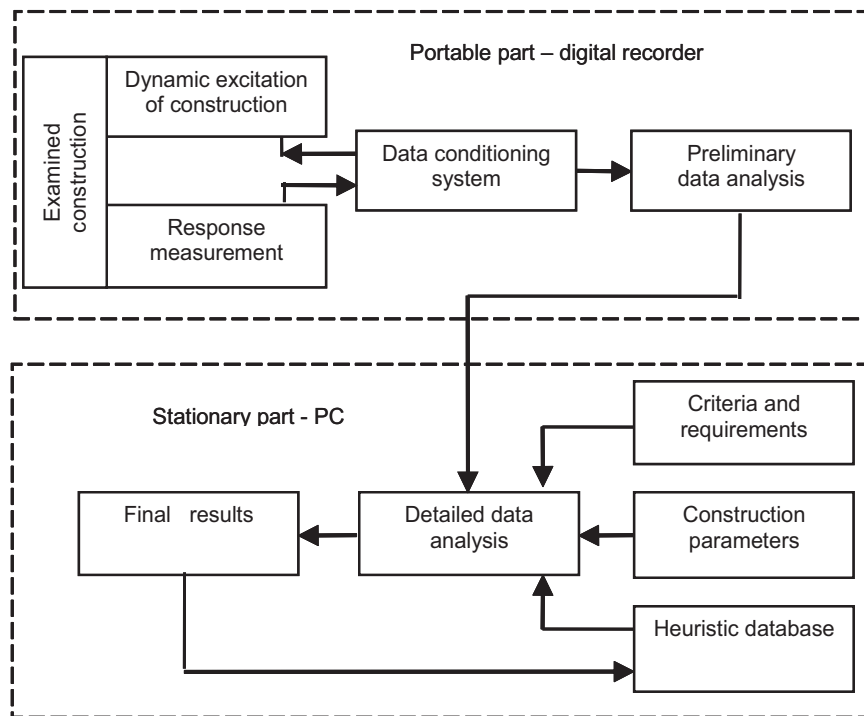 Portable part – digital recorder
Examined
construction
Dynamic excitation
of construction
Response
measurement
Data conditioning
system
Preliminary
data analysis
Stationary part - PC
Criteria and
requirements
Final results
Detailed data
analysis
Construction
parameters
Heuristic database